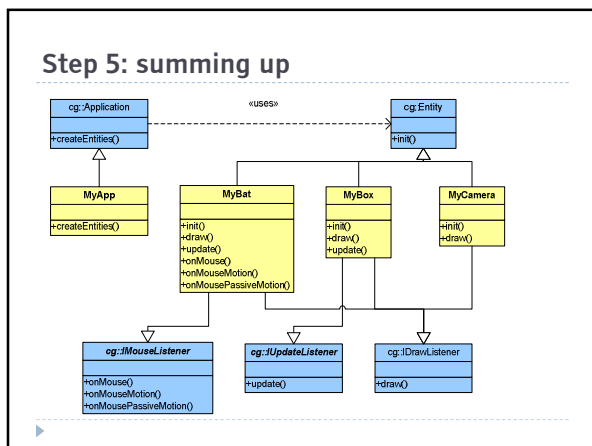 Step 5: summing up
«uses»
cg::Application
+createEntities()
cg::Entity
+init()
MyApp
+createEntities()
MyBat
+init()
+draw()
+update()
+onMouse()
+onMouseMotion()
+onMousePassiveMotion()
MyBox
+init()
+draw()
+update()
MyCamera
+init()
+draw()
cg::IMouseListener
+onMouse()
+onMouseMotion()
+onMousePassiveMotion()
cg::IUpdateListener
+update()
cg::IDrawListener
+draw()